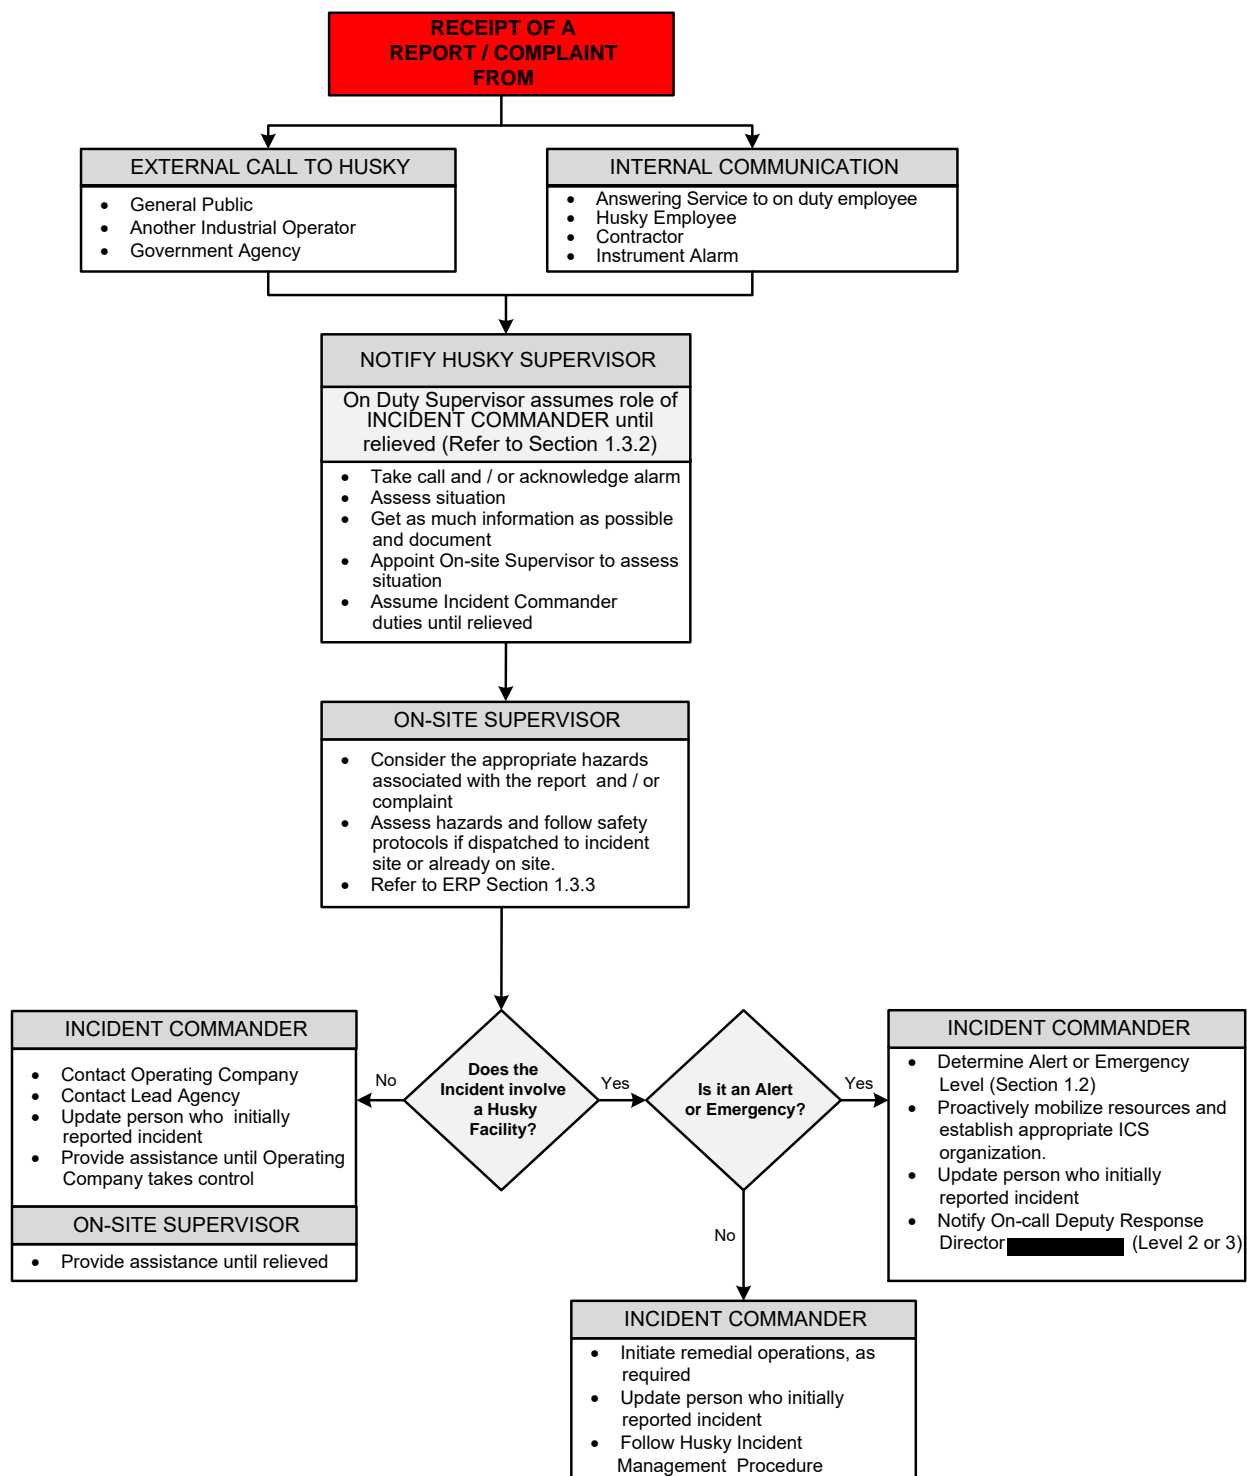 RECEIPT OF A
REPORT / COMPLAINT
FROM
EXTERNAL CALL TO HUSKY
• General Public
• Another Industrial Operator
• Government Agency
INTERNAL COMMUNICATION
• Answering Service to on duty employee
• Husky Employee
• Contractor
• Instrument Alarm
NOTIFY HUSKY SUPERVISOR
On Duty Supervisor assumes role of
INCIDENT COMMANDER until
relieved (Refer to Section 1.3.2)
• Take call and / or acknowledge alarm
• Assess situation
• Get as much information as possible
and document
• Appoint On-site Supervisor to assess
situation
• Assume Incident Commander
duties until relieved
ON-SITE SUPERVISOR
• Consider the appropriate hazards
associated with the report and / or
complaint
• Assess hazards and follow safety
protocols if dispatched to incident
site or already on site.
• Refer to ERP Section 1.3.3
INCIDENT COMMANDER
• Contact Operating Company
• Contact Lead Agency
• Update person who initially
reported incident
• Provide assistance until Operating
Company takes control
ON-SITE SUPERVISOR
• Provide assistance until relieved
No
Does the
Incident involve
a Husky
Facility?
Yes
Is it an Alert
or Emergency?
Yes
INCIDENT COMMANDER
• Determine Alert or Emergency
Level (Section 1.2)
• Proactively mobilize resources and
establish appropriate ICS
organization.
• Update person who initially
reported incident
• Notify On-call Deputy Response
Director (Level 2 or 3)
No
INCIDENT COMMANDER
• Initiate remedial operations, as
required
• Update person who initially
reported incident
• Follow Husky Incident
Management Procedure